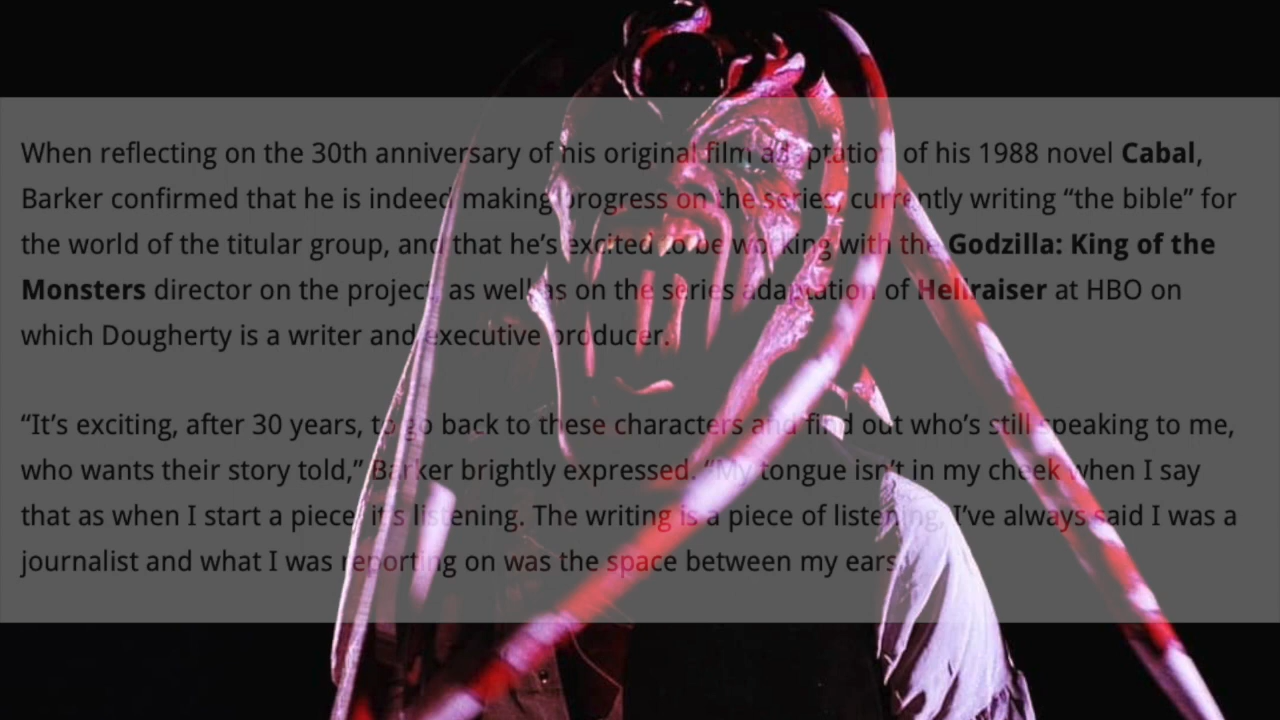 When reflecting on the 30th anniversary of his original film adaptation of his 1988 novel Cabal,
Barker confirmed that he is indeed making progress on the series, currently writing “the bible” for
the world of the titular group, and that he’s excited to be working with the Godzilla: King of the
Monsters director on the project, as well as on the series adaptation of Hellraiser at HBO on
which Dougherty is a writer and executive producer.
“It’s exciting, after 30 years, to go back to these characters and find out who’s still speaking to me,
who wants their story told,” Barker brightly expressed. “My tongue isn’t in my cheek when I say
that as when I start a piece, it’s listening. The writing is a piece of listening, I’ve always said I was a
journalist and what I was reporting on was the space between my ears.